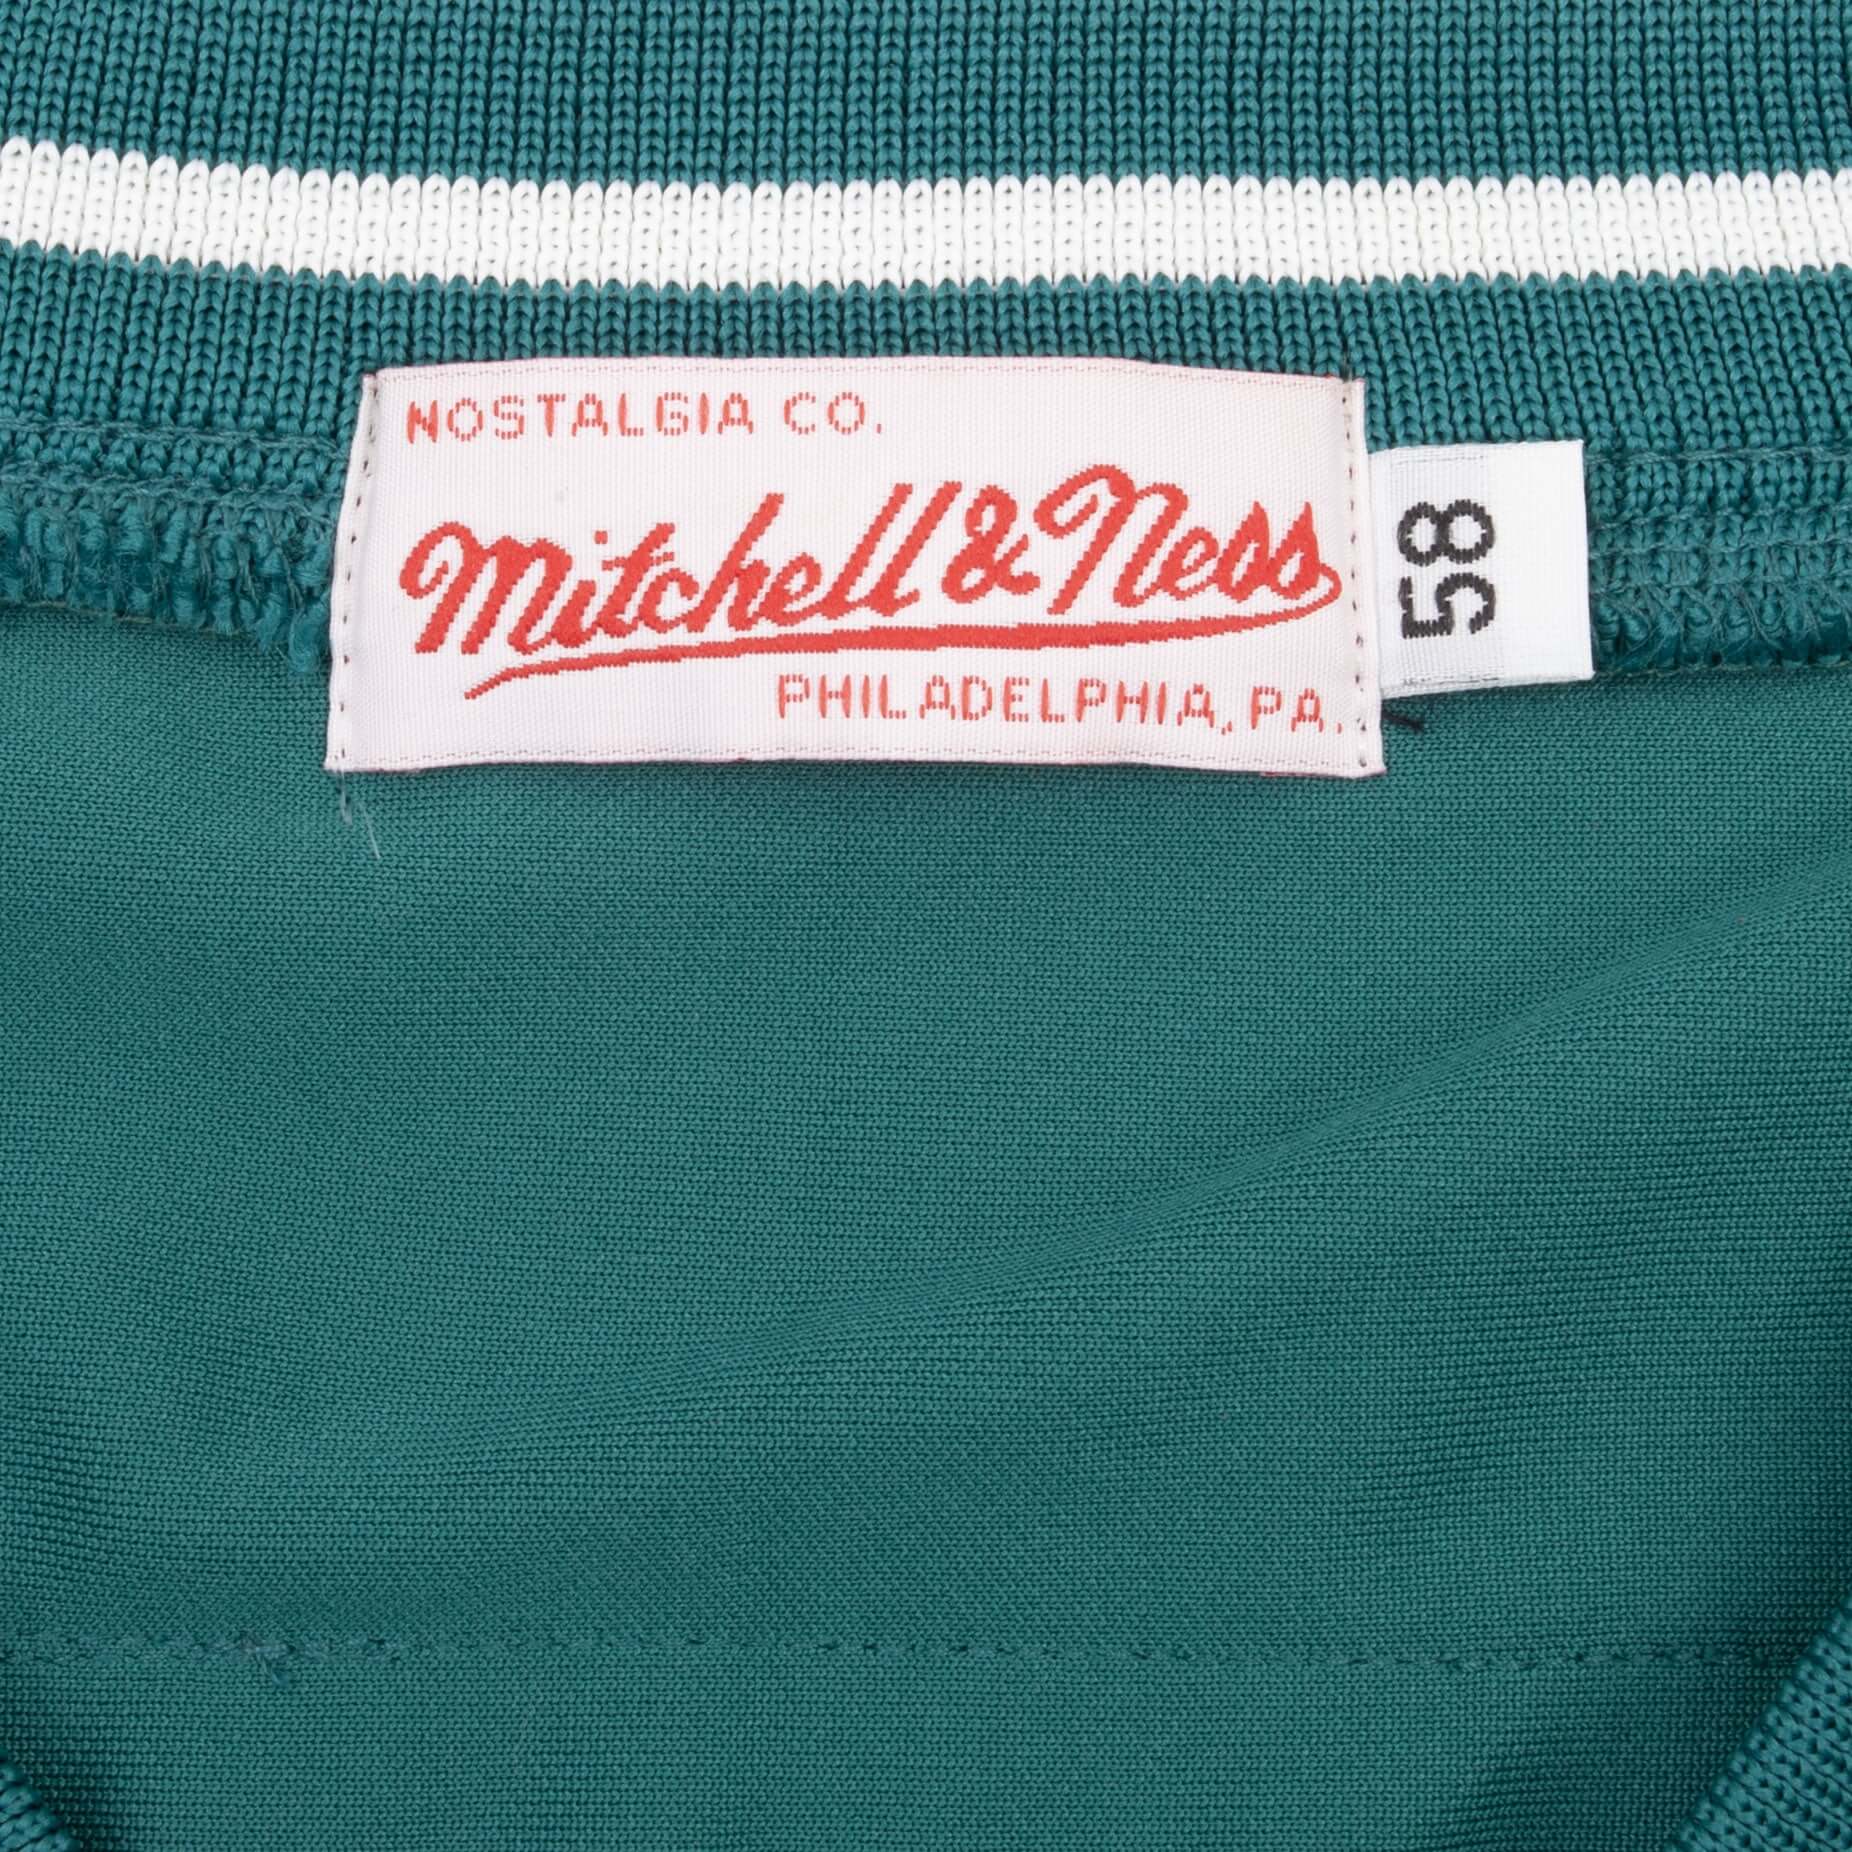 NOSTALGIA CO.
Mitchell & Ness
PHILADELPHIA, PA.
58